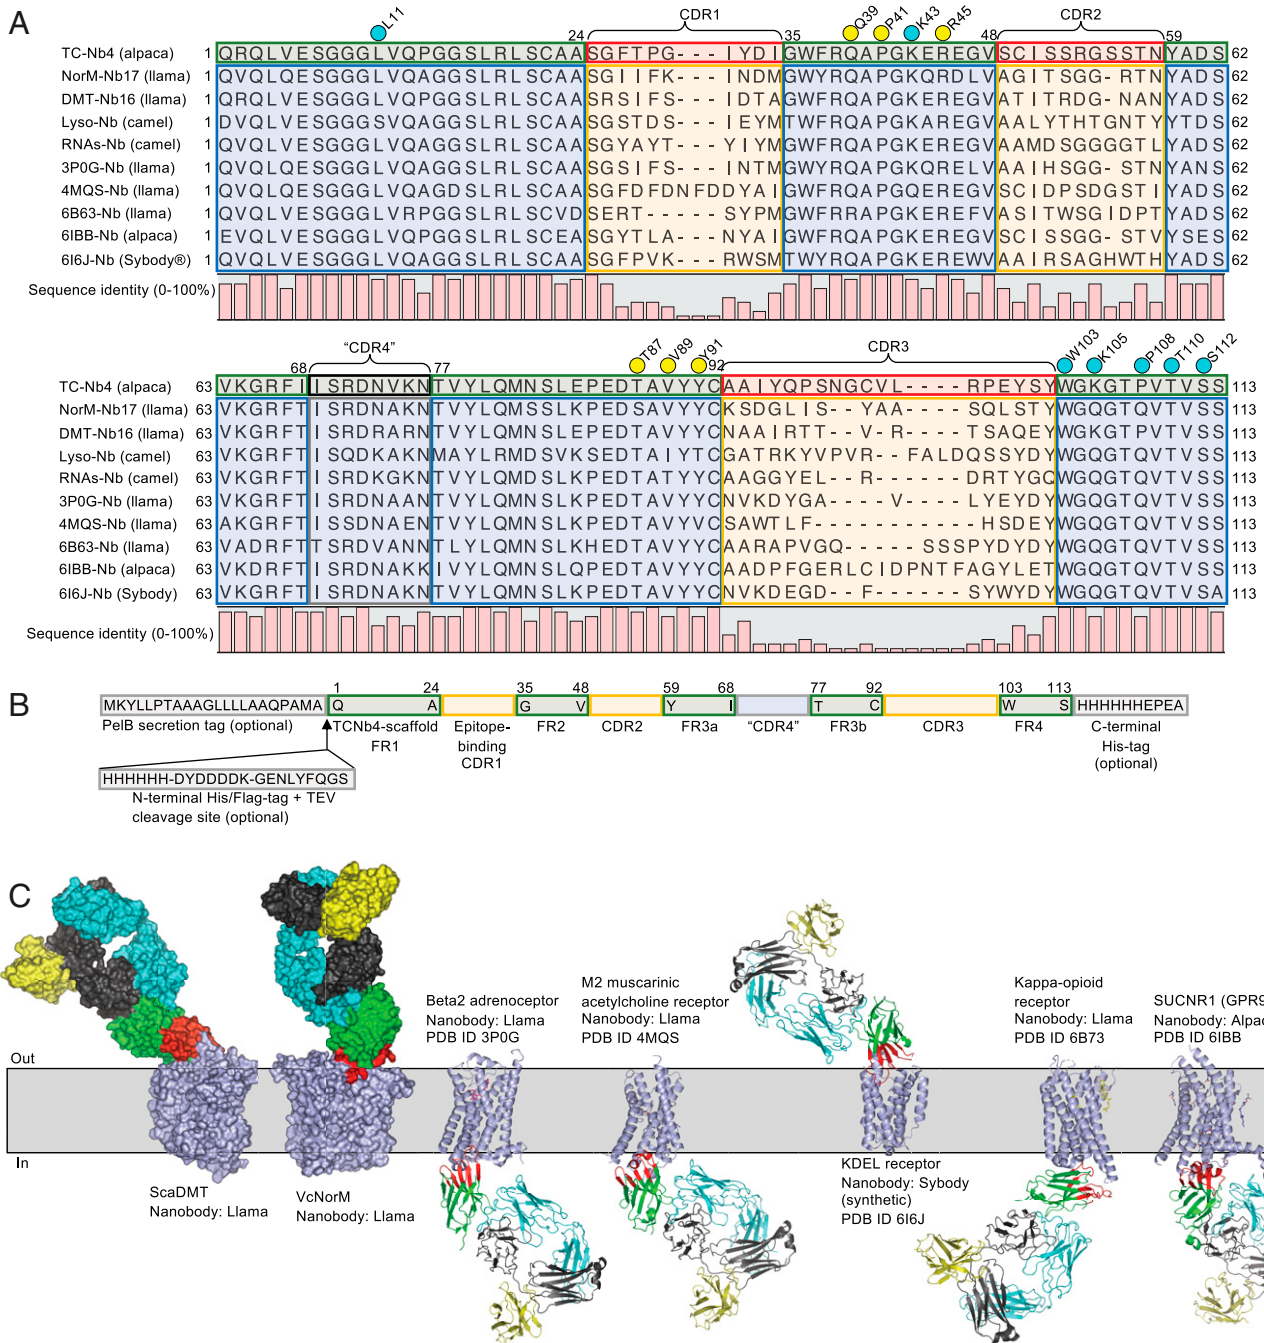 A
L11
Q39
P41
K43
R45
24
CDR1
35
48
CDR2
59
TC-Nb4 (alpaca) 1 QRQLVESGGGLVQPGGSLRLSCAA SGFTPG---IYDI GWFRQAPGKEREGV SCISSRGSSTN YADS 62
NorM-Nb17 (llama) 1 QVQLQESGGGLVQPGGSLRLSCAA SGIIFK---INDM GWYRQAPGKQRDLV AGITSGG-RTN YADS 62
DMT-Nb16 (llama) 1 QRQLVESGGGLVQPGGSLRLSCAA SRSIFS---IDTA GWFRQAPGKEREGV ATITRDG-NAN YADS 62
Lyso-Nb (camel) 1 DVQLVESGGGSVQAGGSLRLSCAA SGSTDS---IEYM TWFRQAPGKAREGV AALYTHTGNTY YTDS 62
RNAs-Nb (camel) 1 QVQLVESGGGLVQAGGSLRLSCAA SGYAYT---YIYM GWFRQAPGKEREGV AAMDSGGGGTL YADS 62
3P0G-Nb (llama) 1 QVQLQESGGGLVQAGGSLRLSCAA SGSIFS---INTM GWYRQAPGKQRELV AAIHSGG-STN YANS 62
4MQS-Nb (llama) 1 QVQLQESGGGLVQAGDSLRLSCAA SGFDFDNFDDYAI GWFRQAPGQEREGV SCIDPSDGSTI YADS 62
6B63-Nb (llama) 1 QVQLVESGGGLVRPGGSLRLSCVD SERT-----SYPM GWFRRAPGKEREFV ASITWSGIDPT YADS 62
6IBB-Nb (alpaca) 1 EVQLVESGGGLVQAGGSLRLSCEA SGYTLA---NYAI GWFRQAPGKEREGV SCISSGG-STV YSES 62
6I6J-Nb (Sybody®) 1 QVQLVESGGGLVQAGGSLRLSCAA SGFPVK---RWSM TWYRQAPGKEREWV AAIRSAGHWTH YADS 62
Sequence identity (0-100%)
T87
V89
Y91
W103
K105
P108
T110
S112
68
"CDR4"
77
92
CDR3
TC-Nb4 (alpaca) 63 VKGRFI ISRDNVKN TVYLQMNSLEPEDTAVYYC AAIYQPSNGCVL----RPEYSY WGKGTPVTVSS 113
NorM-Nb17 (llama) 63 VKGRFT ISRDNAKN TVYLQMNSLKPEDSAVYYC KSDGLIS--YAA----SQLSTY WGQGTQVTVSS 113
DMT-Nb16 (llama) 63 VKGRFT ISRDRARN TVYLQMNSLEPEDTAVYYC NAAIRTT--V-R----TSAQEY WGQGTQVTVSS 113
Lyso-Nb (camel) 63 VKGRFT ISQDKAKN MAYLRMDSVKSEDTAIYTC GATRKYVPVR--FALDQSSYDY WGQGTQVTVSS 113
RNAs-Nb (camel) 63 VKGRFT ISRDKGKN TVYLQMDSLKPEDTATYYC AAGGYEL--R------DRTYGQ WGQGTQVTVSS 113
3P0G-Nb (llama) 63 VKGRFT ISRDNAAN TVYLQMNSLKPEDTAVYYC NVKDYGA---V-----LYEYDY WGQGTQVTVSS 113
4MQS-Nb (llama) 63 AKGRFT ISSDNAEN TVYLQMNSLKPEDTAVYVC SAWTLF-----------HSDEY WGQGTQVTVSS 113
6B63-Nb (llama) 63 VADRFT TSRDVANN TLYLQMNSLKHEDTAVYYC AARAPVGQ-----SSSPYDYDY WGQGTQVTVSS 113
6IBB-Nb (alpaca) 63 VKGRFT ISRDNAKK IVYLQMNSLQPEDTAVYYC AADPFGERLCIDPNTFAGYLET WGQGTQVTVSS 113
6I6J-Nb (Sybody) 63 VKGRFT ISRDNAKN TVYLQMNSLKPEDTAVYYC NVKDEGD--F------SYWYDY WGQGTQVTVSA 113
Sequence identity (0-100%)
B
1 24 35 48 59 68 77 92 103 113
MKYLLPTAAAGLLLLAAQPAMA Q A G V Y I T C W S HHHHHHEPEA
PelB secretion tag (optional)
TCNb4-scaffold
FR1
Epitope-
binding
CDR1
FR2
CDR2
FR3a
"CDR4"
FR3b
CDR3
FR4
C-terminal
His-tag
(optional)
HHHHHH-DYDDDDK-GENLYFQGS
N-terminal His/Flag-tag + TEV
cleavage site (optional)
C
Beta2 adrenoceptor
Nanobody: Llama
PDB ID 3P0G
M2 muscarinic
acetylcholine receptor
Nanobody: Llama
PDB ID 4MQS
Kappa-opioid
receptor
Nanobody: Llama
PDB ID 6B73
SUCNR1 (GPR9
Nanobody: Alpac
PDB ID 6IBB
Out
In
ScaDMT
Nanobody: Llama
VcNorM
Nanobody: Llama
KDEL receptor
Nanobody: Sybody
(synthetic)
PDB ID 6I6J